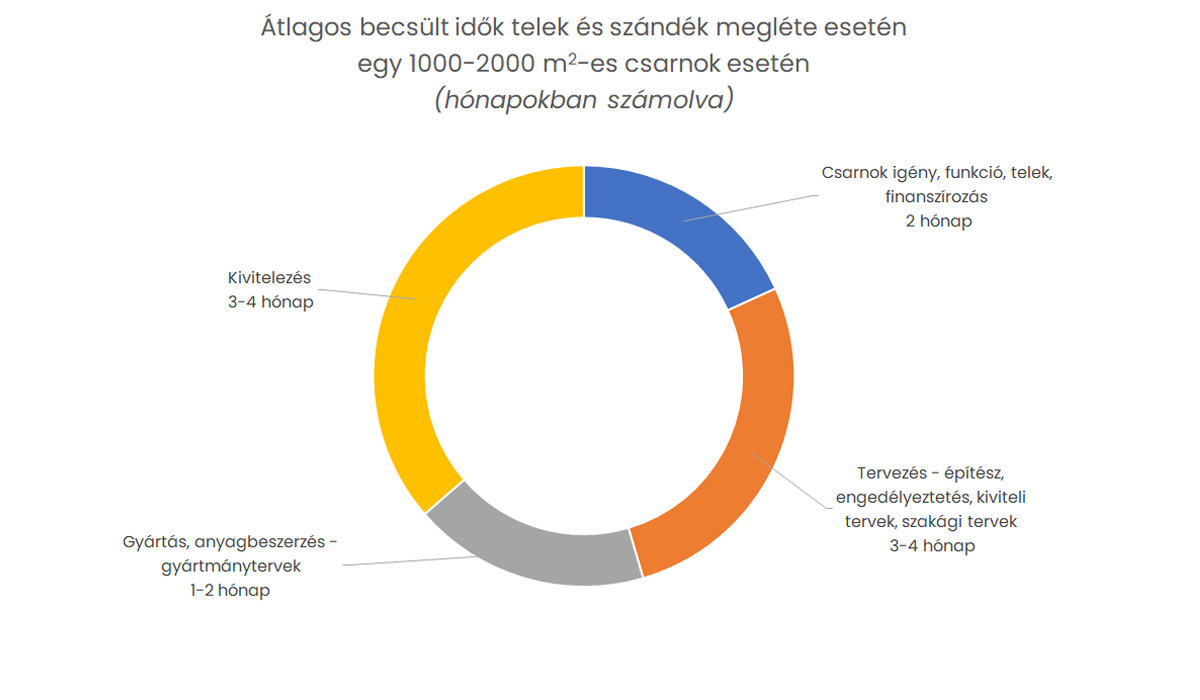 Átlagos becsült idők telek és szándék megléte esetén
egy 1000-2000 m²-es csarnok esetén
(hónapokban számolva)
Csarnok igény, funkció, telek,
finanszírozás
2 hónap
Kivitelezés
3-4 hónap
Tervezés - építész,
engedélyeztetés, kiviteli
tervek, szakági tervek
3-4 hónap
Gyártás, anyagbeszerzés -
gyártmánytervek
1-2 hónap